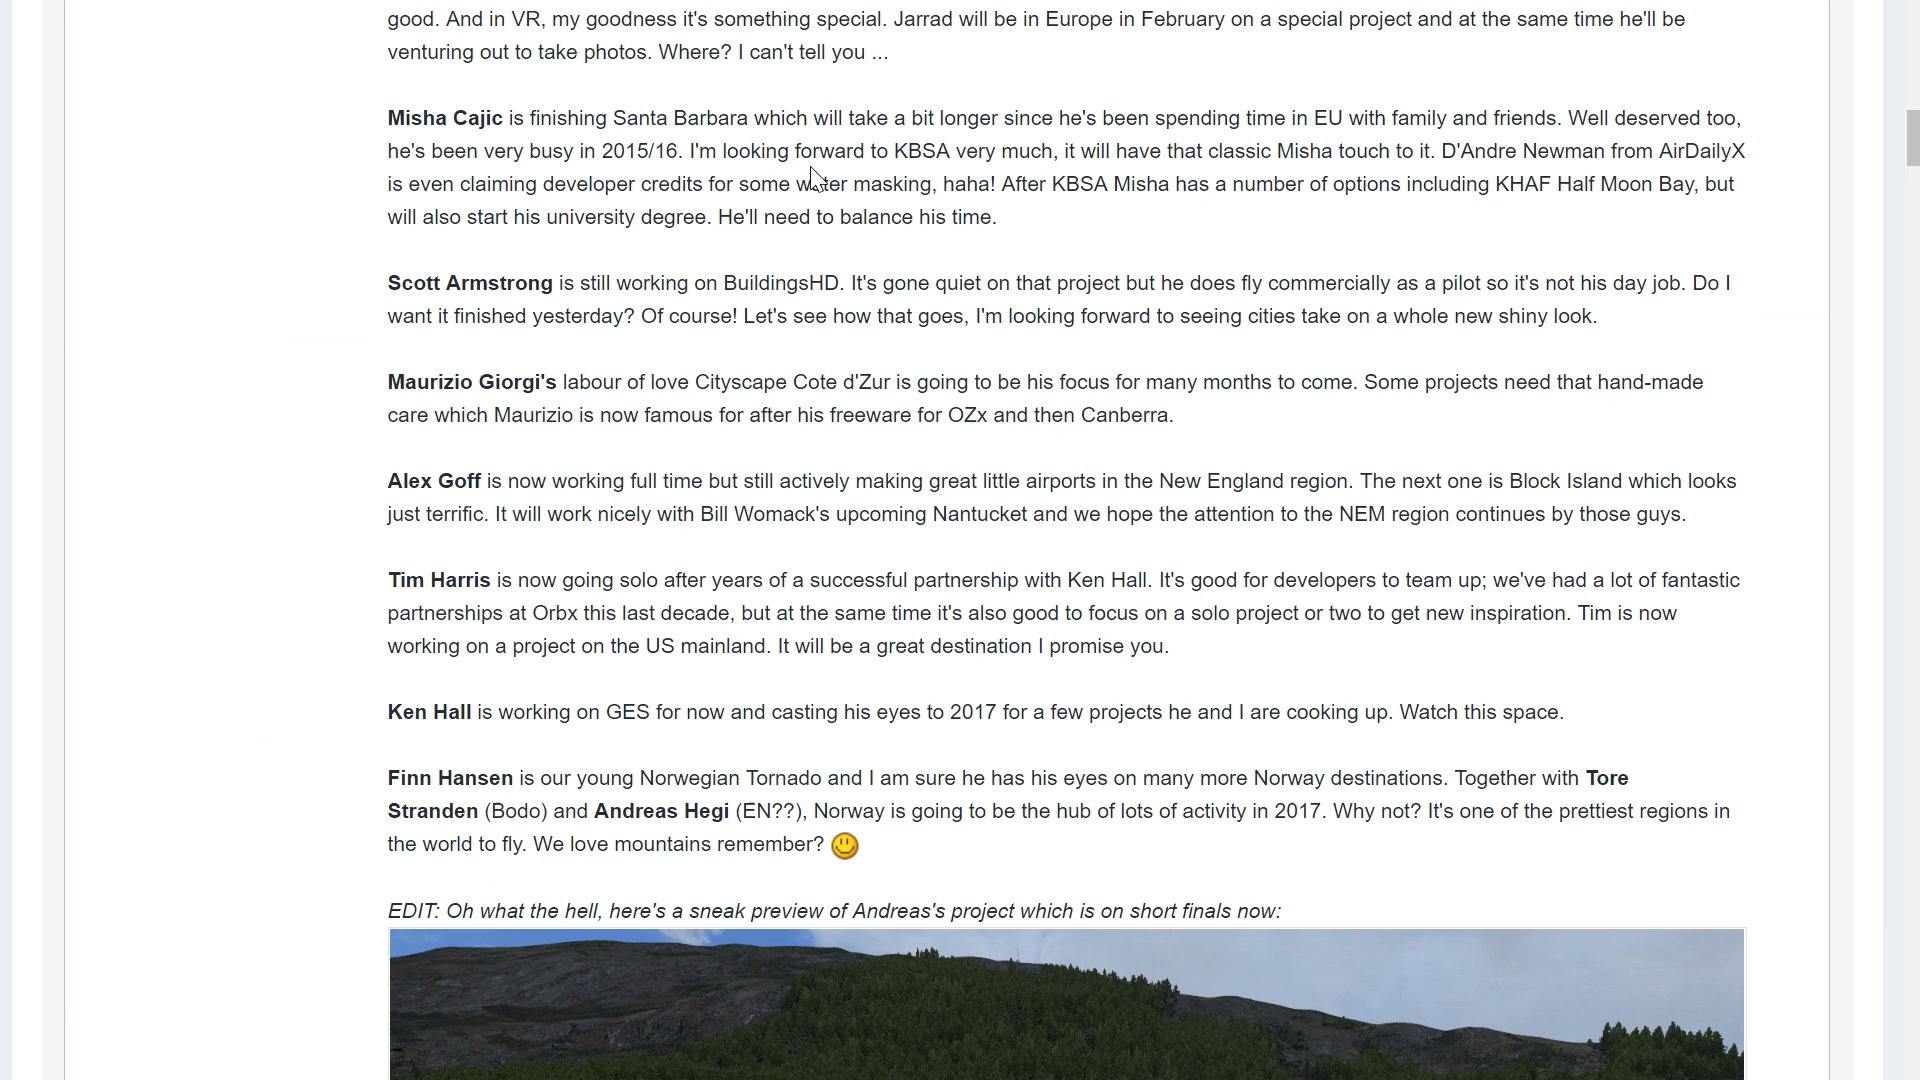 good. And in VR, my goodness it's something special. Jarrad will be in Europe in February on a special project and at the same time he'll be
venturing out to take photos. Where? I can't tell you ...
Misha Cajic is finishing Santa Barbara which will take a bit longer since he's been spending time in EU with family and friends. Well deserved too,
he's been very busy in 2015/16. I'm looking forward to KBSA very much, it will have that classic Misha touch to it. D'Andre Newman from AirDailyX
is even claiming developer credits for some water masking, haha! After KBSA Misha has a number of options including KHAF Half Moon Bay, but
will also start his university degree. He'll need to balance his time.
Scott Armstrong is still working on BuildingsHD. It's gone quiet on that project but he does fly commercially as a pilot so it's not his day job. Do I
want it finished yesterday? Of course! Let's see how that goes, I'm looking forward to seeing cities take on a whole new shiny look.
Maurizio Giorgi's labour of love Cityscape Cote d'Zur is going to be his focus for many months to come. Some projects need that hand-made
care which Maurizio is now famous for after his freeware for OZx and then Canberra.
Alex Goff is now working full time but still actively making great little airports in the New England region. The next one is Block Island which looks
just terrific. It will work nicely with Bill Womack's upcoming Nantucket and we hope the attention to the NEM region continues by those guys.
Tim Harris is now going solo after years of a successful partnership with Ken Hall. It's good for developers to team up; we've had a lot of fantastic
partnerships at Orbx this last decade, but at the same time it's also good to focus on a solo project or two to get new inspiration. Tim is now
working on a project on the US mainland. It will be a great destination I promise you.
Ken Hall is working on GES for now and casting his eyes to 2017 for a few projects he and I are cooking up. Watch this space.
Finn Hansen is our young Norwegian Tornado and I am sure he has his eyes on many more Norway destinations. Together with Tore
Stranden (Bodo) and Andreas Hegi (EN??), Norway is going to be the hub of lots of activity in 2017. Why not? It's one of the prettiest regions in
the world to fly. We love mountains remember?
EDIT: Oh what the hell, here's a sneak preview of Andreas's project which is on short finals now: